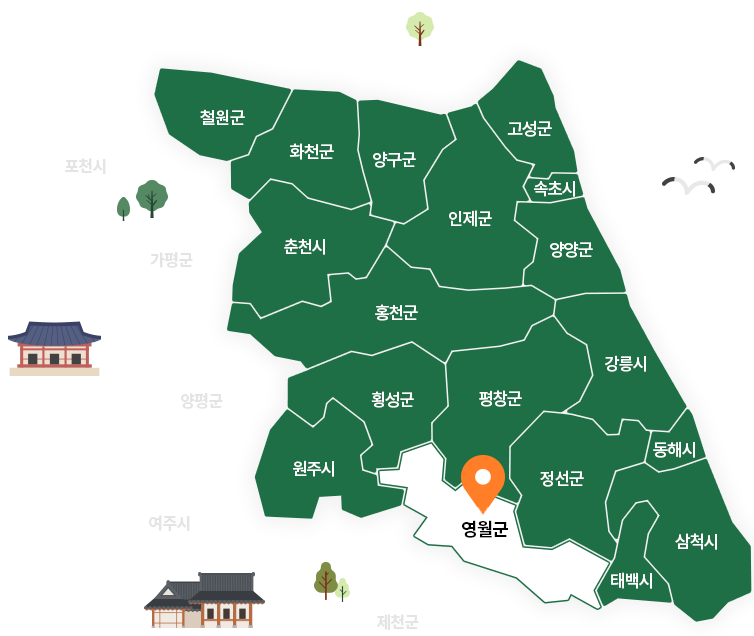 철원군
고성군
화천군
양구군
포천시
속초시
인제군
춘천시
양양군
가평군
홍천군
강릉시
횡성군
평창군
양평군
동해시
원주시
정선군
여주시
영월군
삼척시
태백시
제천군